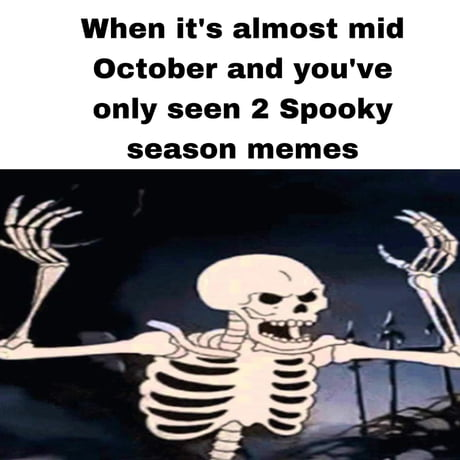 When it's almost mid
October and you've
only seen 2 Spooky
season memes